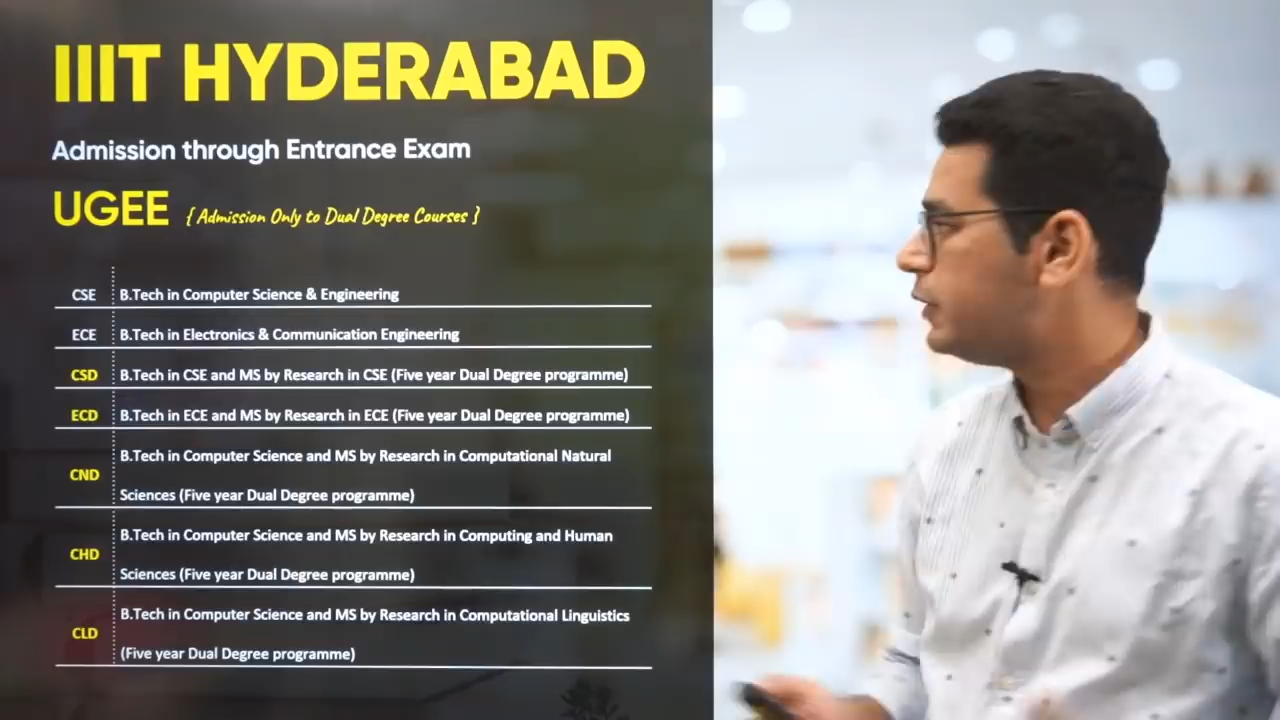 IIIT HYDERABAD
Admission through Entrance Exam
UGEE { Admission Only to Dual Degree Courses }
CSE B.Tech in Computer Science & Engineering
ECE B.Tech in Electronics & Communication Engineering
CSD B.Tech in CSE and MS by Research in CSE (Five year Dual Degree programme)
ECD B.Tech in ECE and MS by Research in ECE (Five year Dual Degree programme)
CND B.Tech in Computer Science and MS by Research in Computational Natural
Sciences (Five year Dual Degree programme)
CHD B.Tech in Computer Science and MS by Research in Computing and Human
Sciences (Five year Dual Degree programme)
CLD B.Tech in Computer Science and MS by Research in Computational Linguistics
(Five year Dual Degree programme)